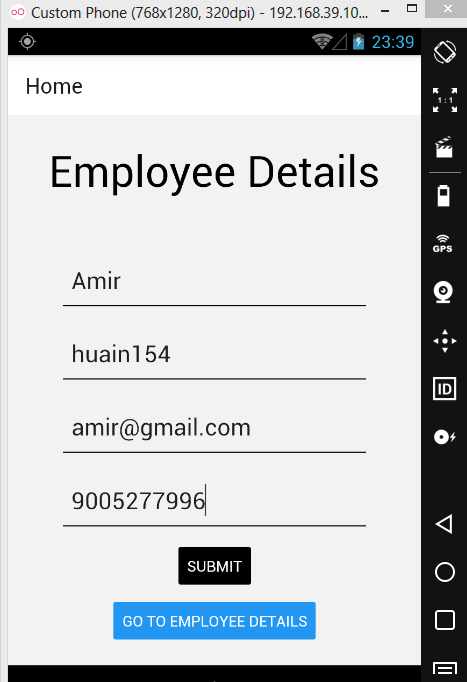 Custom Phone (768x1280, 320dpi) - 192.168.39.10...
23:39
Home
Employee Details
Amir
huain154
amir@gmail.com
9005277996
SUBMIT
GO TO EMPLOYEE DETAILS
1:1
GPS
ID